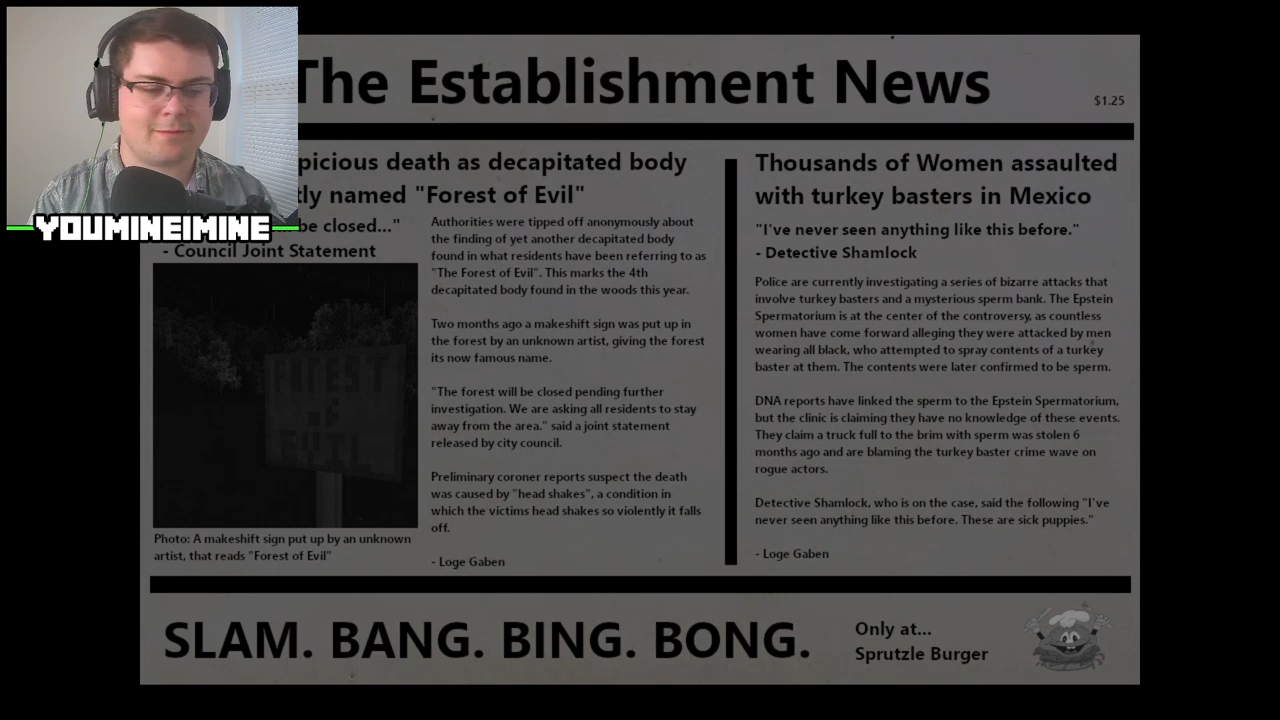 The Establishment News
$1.25
YOUMINEIMINE
picious death as decapitated body
tly named "Forest of Evil"
be closed..."
- Council Joint Statement
FOREST
OF
EVIL
Photo: A makeshift sign put up by an unknown
artist, that reads "Forest of Evil"
Authorities were tipped off anonymously about
the finding of yet another decapitated body
found in what residents have been referring to as
"The Forest of Evil". This marks the 4th
decapitated body found in the woods this year.
Two months ago a makeshift sign was put up in
the forest by an unknown artist, giving the forest
its now famous name.
"The forest will be closed pending further
investigation. We are asking all residents to stay
away from the area." said a joint statement
released by city council.
Preliminary coroner reports suspect the death
was caused by "head shakes", a condition in
which the victims head shakes so violently it falls
off.
- Loge Gaben
Thousands of Women assaulted
with turkey basters in Mexico
"I've never seen anything like this before."
- Detective Shamlock
Police are currently investigating a series of bizarre attacks that
involve turkey basters and a mysterious sperm bank. The Epstein
Spermatorium is at the center of the controversy, as countless
women have come forward alleging they were attacked by men
wearing all black, who attempted to spray contents of a turkey
baster at them. The contents were later confirmed to be sperm.
DNA reports have linked the sperm to the Epstein Spermatorium,
but the clinic is claiming they have no knowledge of these events.
They claim a truck full to the brim with sperm was stolen 6
months ago and are blaming the turkey baster crime wave on
rogue actors.
Detective Shamlock, who is on the case, said the following "I've
never seen anything like this before. These are sick puppies."
- Loge Gaben
SLAM. BANG. BING. BONG.
Only at...
Sprutzle Burger